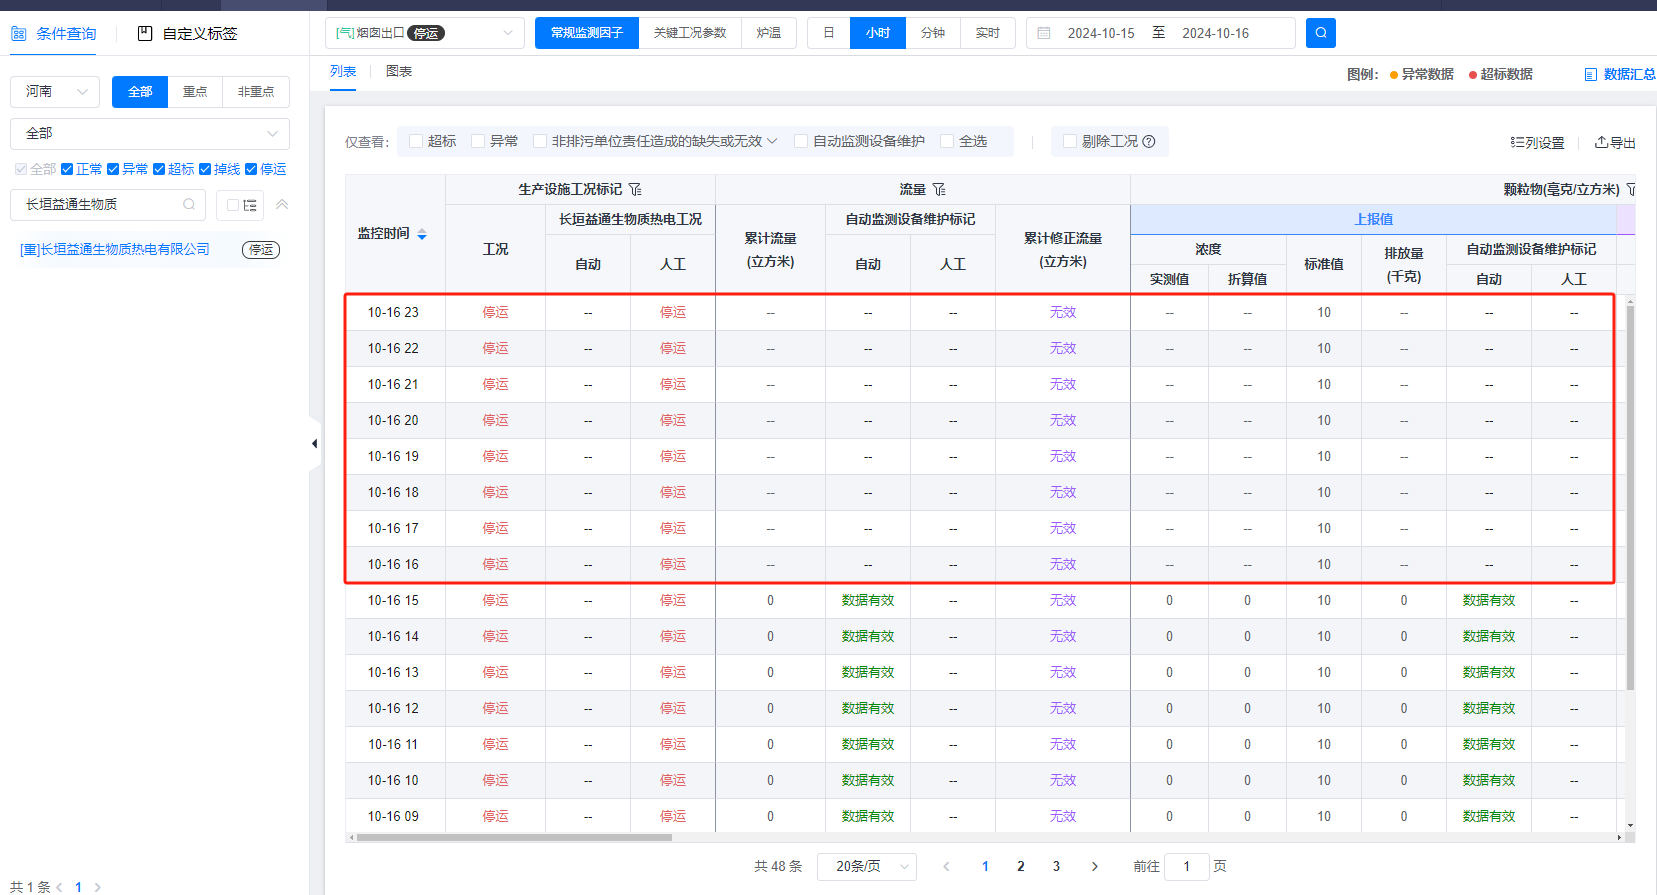 条件查询 自定义标签
[气]烟囱出口 停运 常规监测因子 关键工况参数 炉温 日 小时 分钟 实时 2024-10-15 至 2024-10-16
列表 图表 图例: 异常数据 超标数据 数据汇总
河南 全部 重点 非重点
全部
全部 正常 异常 超标 掉线 停运
长垣益通生物质
[重]长垣益通生物质热电有限公司 停运
仅查看: 超标 异常 非排污单位责任造成的缺失或无效 自动监测设备维护 全选 剔除工况 列设置 导出
监控时间 生产设施工况标记 流量 颗粒物(毫克/立方米)
工况 长垣益通生物质热电工况 累计流量(立方米) 自动监测设备维护标记 累计修正流量(立方米) 上报值
自动 人工 自动 人工 浓度 标准值 排放量(千克) 自动监测设备维护标记
实测值 折算值 自动 人工
10-16 23 停运 -- 停运 -- -- -- 无效 -- -- 10 -- -- --
10-16 22 停运 -- 停运 -- -- -- 无效 -- -- 10 -- -- --
10-16 21 停运 -- 停运 -- -- -- 无效 -- -- 10 -- -- --
10-16 20 停运 -- 停运 -- -- -- 无效 -- -- 10 -- -- --
10-16 19 停运 -- 停运 -- -- -- 无效 -- -- 10 -- -- --
10-16 18 停运 -- 停运 -- -- -- 无效 -- -- 10 -- -- --
10-16 17 停运 -- 停运 -- -- -- 无效 -- -- 10 -- -- --
10-16 16 停运 -- 停运 -- -- -- 无效 -- -- 10 -- -- --
10-16 15 停运 -- 停运 0 数据有效 -- 无效 0 0 10 0 数据有效 --
10-16 14 停运 -- 停运 0 数据有效 -- 无效 0 0 10 0 数据有效 --
10-16 13 停运 -- 停运 0 数据有效 -- 无效 0 0 10 0 数据有效 --
10-16 12 停运 -- 停运 0 数据有效 -- 无效 0 0 10 0 数据有效 --
10-16 11 停运 -- 停运 0 数据有效 -- 无效 0 0 10 0 数据有效 --
10-16 10 停运 -- 停运 0 数据有效 -- 无效 0 0 10 0 数据有效 --
10-16 09 停运 -- 停运 0 数据有效 -- 无效 0 0 10 0 数据有效 --
共 48 条 20条/页 1 2 3 前往 1 页
共 1 条 1